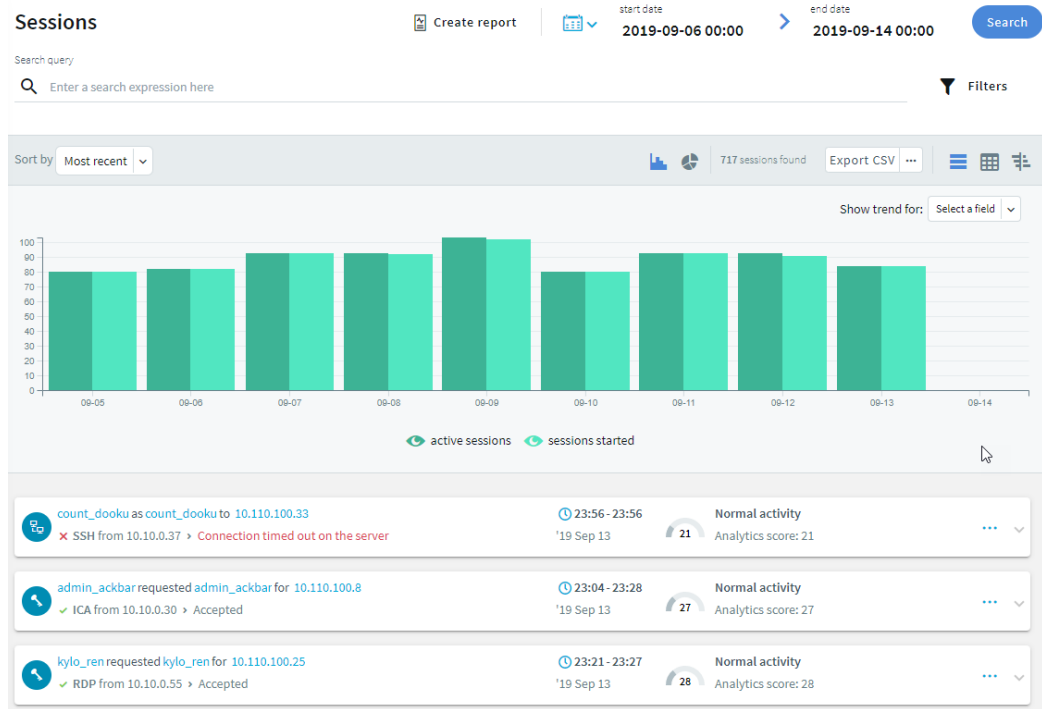 Sessions
Create report
start date
2019-09-06 00:00
end date
2019-09-14 00:00
Search
Search query
Enter a search expression here
Filters
Sort by
Most recent
717 sessions found
Export CSV
...
Show trend for:
Select a field
100
90
80
70
60
50
40
30
20
10
0
09-05
09-06
09-07
09-08
09-09
09-10
09-11
09-12
09-13
09-14
active sessions
sessions started
count_dooku as count_dooku to 10.110.100.33
23:56 - 23:56
Normal activity
SSH from 10.10.0.37 › Connection timed out on the server
'19 Sep 13
21
Analytics score: 21
...
admin_ackbar requested admin_ackbar for 10.110.100.8
23:04 - 23:28
Normal activity
ICA from 10.10.0.30 › Accepted
'19 Sep 13
27
Analytics score: 27
...
kylo_ren requested kylo_ren for 10.110.100.25
23:21 - 23:27
Normal activity
RDP from 10.10.0.55 › Accepted
'19 Sep 13
28
Analytics score: 28
...